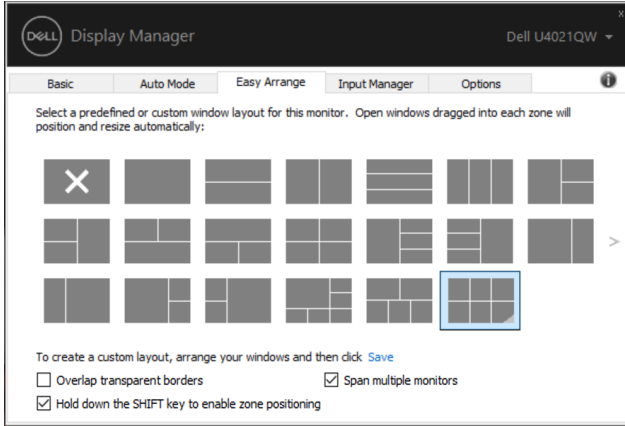 x
DELL Display Manager Dell U4021QW
Basic Auto Mode Easy Arrange Input Manager Options i
Select a predefined or custom window layout for this monitor. Open windows dragged into each zone will
position and resize automatically:
>
To create a custom layout, arrange your windows and then click Save
Overlap transparent borders Span multiple monitors
Hold down the SHIFT key to enable zone positioning